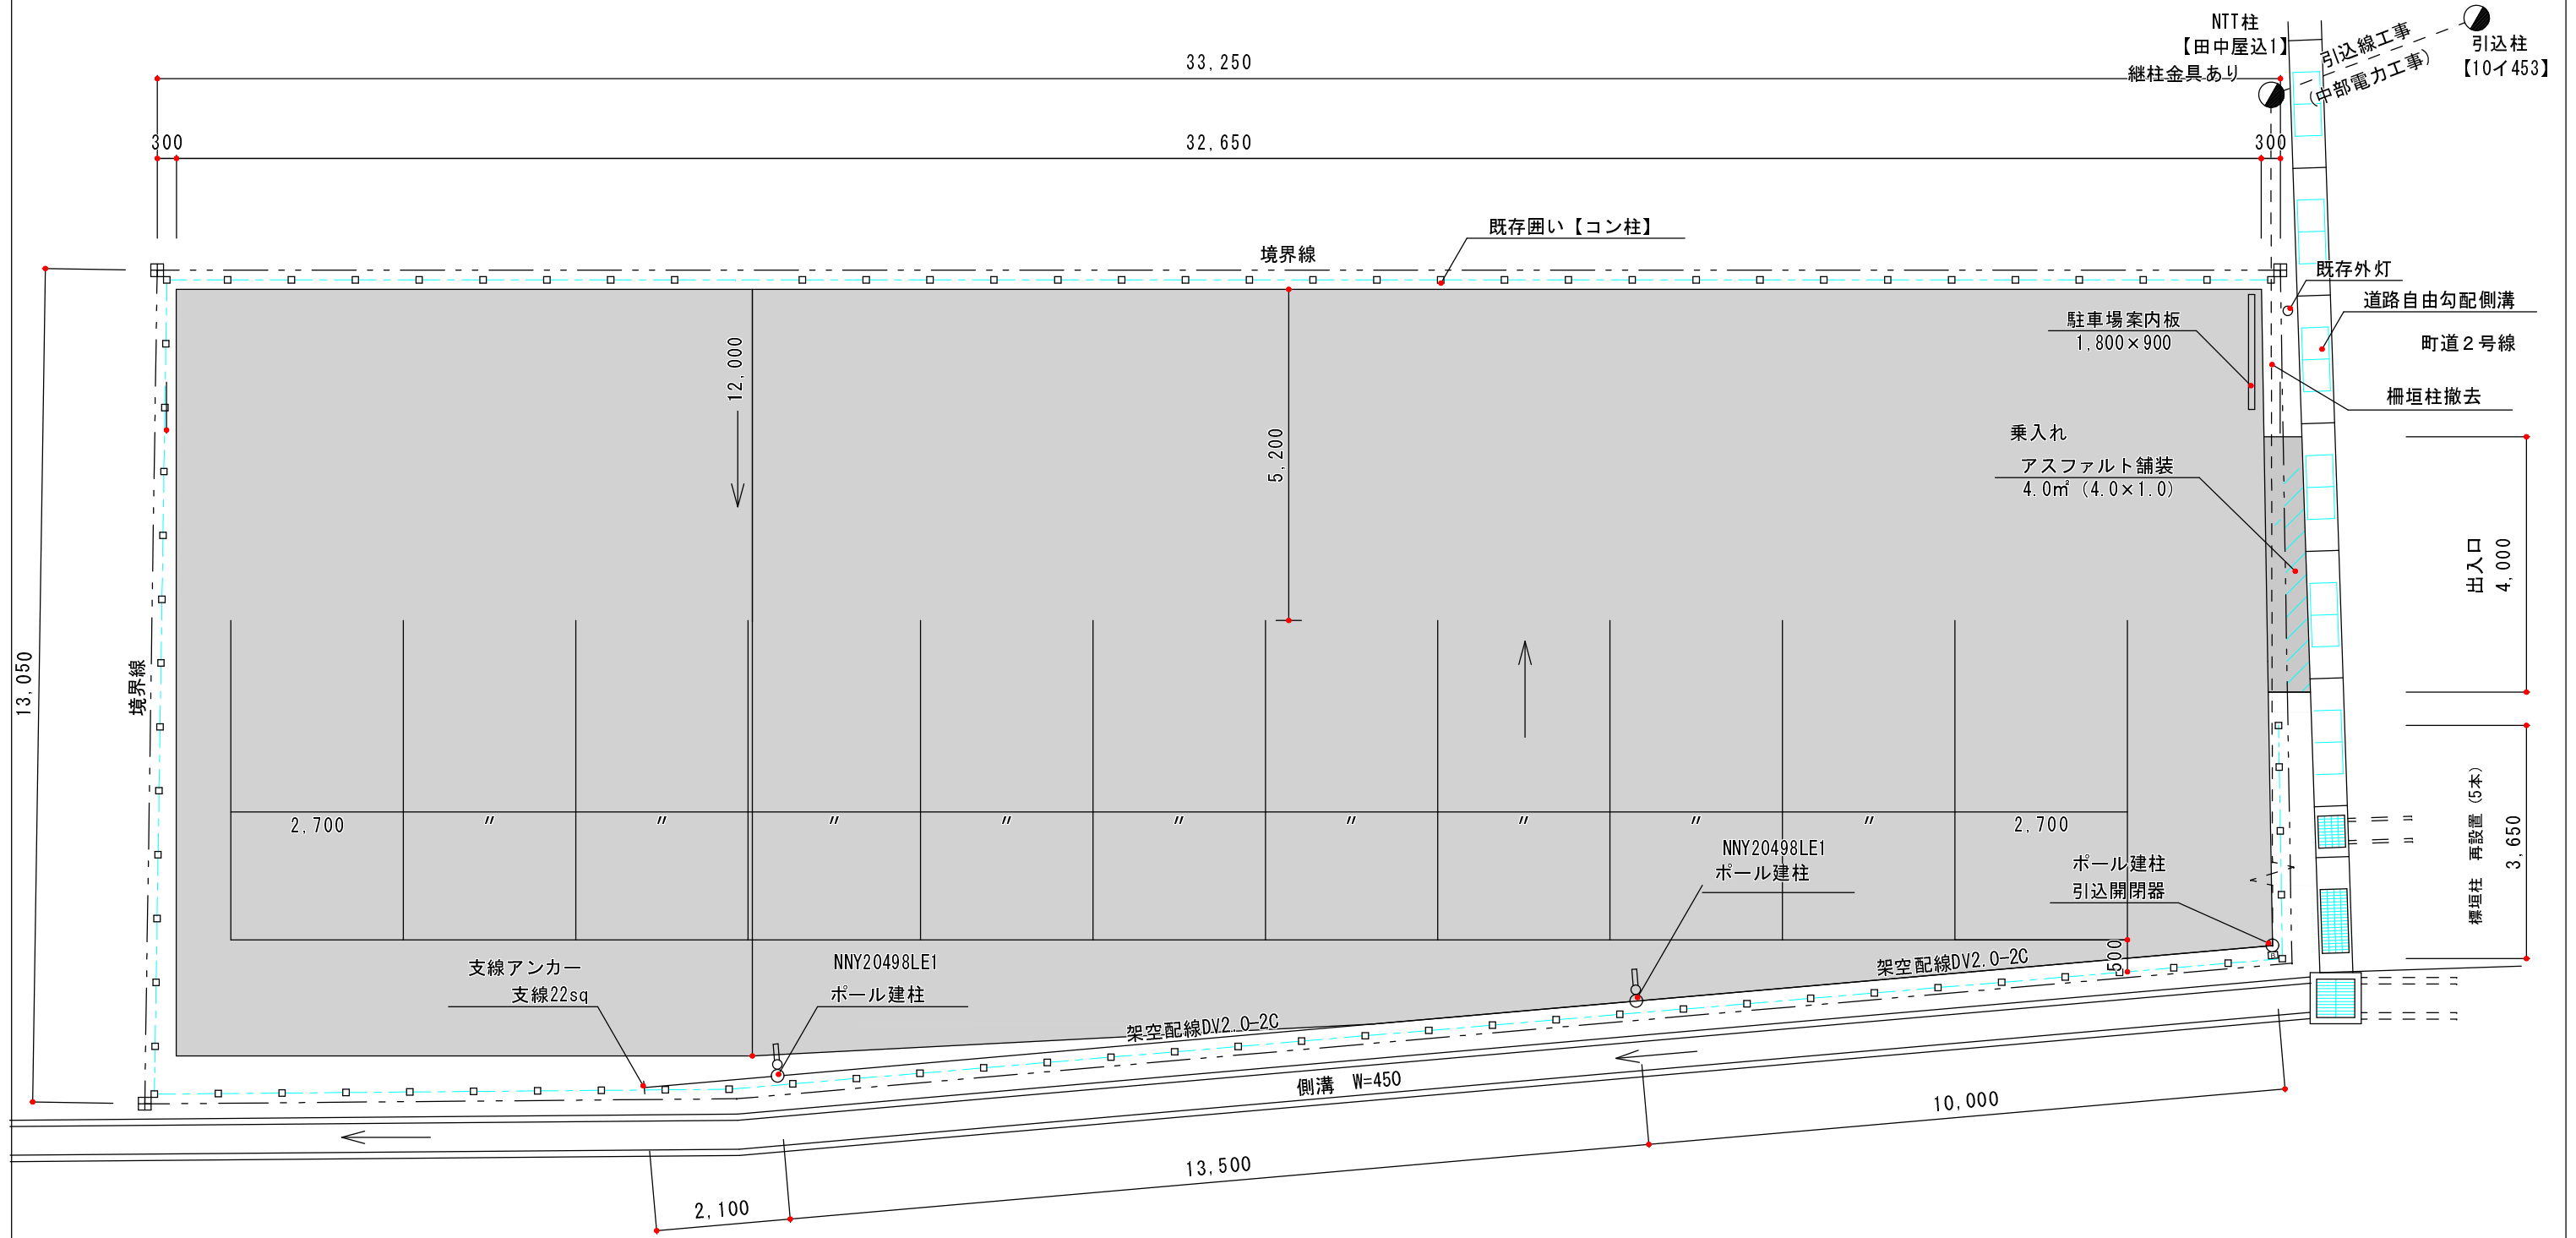 NTT柱
【田中屋込1】
継柱金具あり
引込線工事
(中部電力工事)
引込柱
【10イ453】
33,250
300
32,650
300
既存囲い【コン柱】
境界線
既存外灯
道路自由勾配側溝
町道２号線
駐車場案内板
1,800×900
柵垣柱撤去
12,000
5,200
乗入れ
アスファルト舗装
4.0㎡ (4.0×1.0)
出入口
4,000
13,050
境界線
2,700
〃
〃
〃
〃
〃
〃
〃
〃
〃
2,700
標垣柱 再設置 (5本)
3,650
NNY20498LE1
ポール建柱
ポール建柱
引込開閉器
支線アンカー
支線22sq
NNY20498LE1
ポール建柱
架空配線DV2.0-2C
500
架空配線DV2.0-2C
側溝 W=450
10,000
13,500
2,100